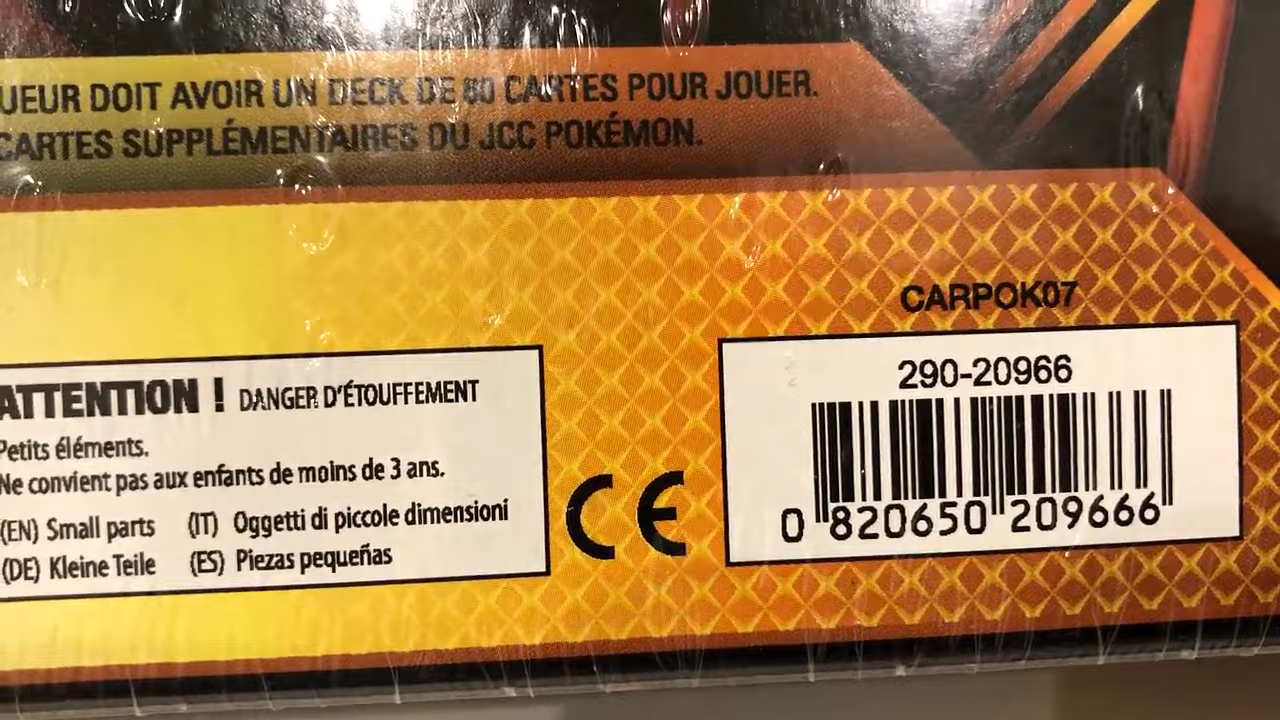 UEUR DOIT AVOIR UN DECK DE 60 CARTES POUR JOUER.
CARTES SUPPLÉMENTAIRES DU JCC POKÉMON.
CARPOK07
290-20966
0 820650 209666
ATTENTION ! DANGER D'ÉTOUFFEMENT
Petits éléments.
Ne convient pas aux enfants de moins de 3 ans.
(EN) Small parts (IT) Oggetti di piccole dimensioni
(DE) Kleine Teile (ES) Piezas pequeñas
CE